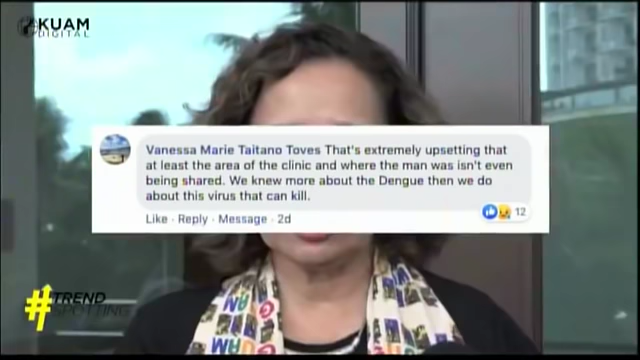 KUAM
DIGITAL
Vanessa Marie Taitano Toves That's extremely upsetting that
at least the area of the clinic and where the man was isn't even
being shared. We knew more about the Dengue then we do
about this virus that can kill.
Like · Reply · Message · 2d
12
#TREND
SPOTTING
GUAM